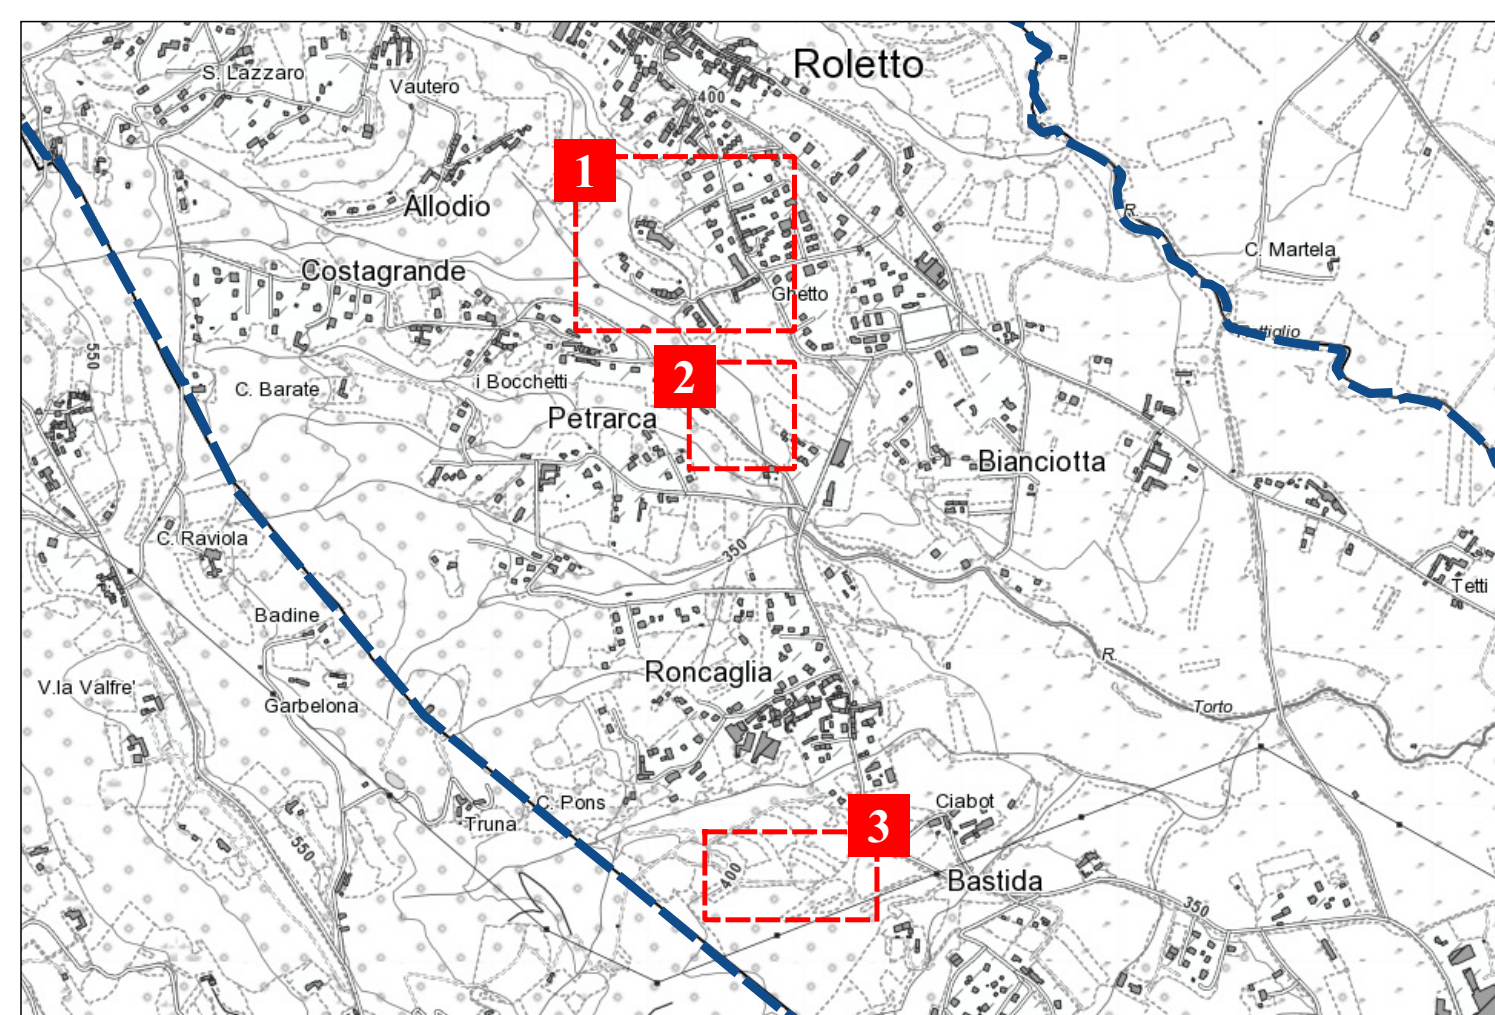 Roletto
S. Lazzaro
Vautero
400
1
Allodio
R.
C. Martela
Costagrande
Ghetto
550
2
i Bocchetti
C. Barate
Petrarca
Bianciotta
C. Raviola
350
Tetti
Badine
R.
Roncaglia
V.la Valfre'
Garbelona
Torto
C. Pons
Ciabot
Truna
3
550
400
Bastida
350